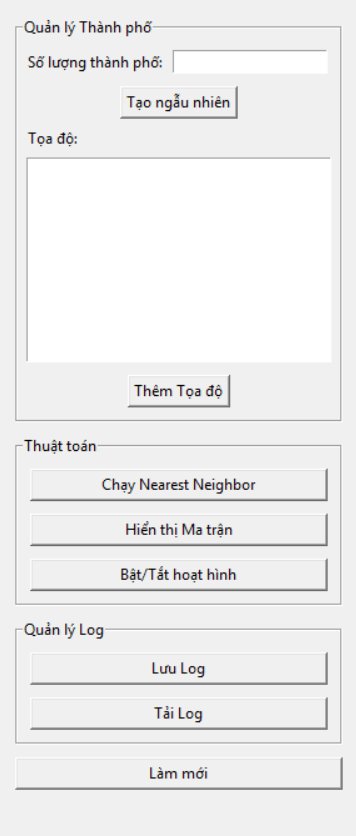 Quản lý Thành phố
Số lượng thành phố:
Tạo ngẫu nhiên
Tọa độ:
Thêm Tọa độ
Thuật toán
Chạy Nearest Neighbor
Hiển thị Ma trận
Bật/Tắt hoạt hình
Quản lý Log
Lưu Log
Tải Log
Làm mới